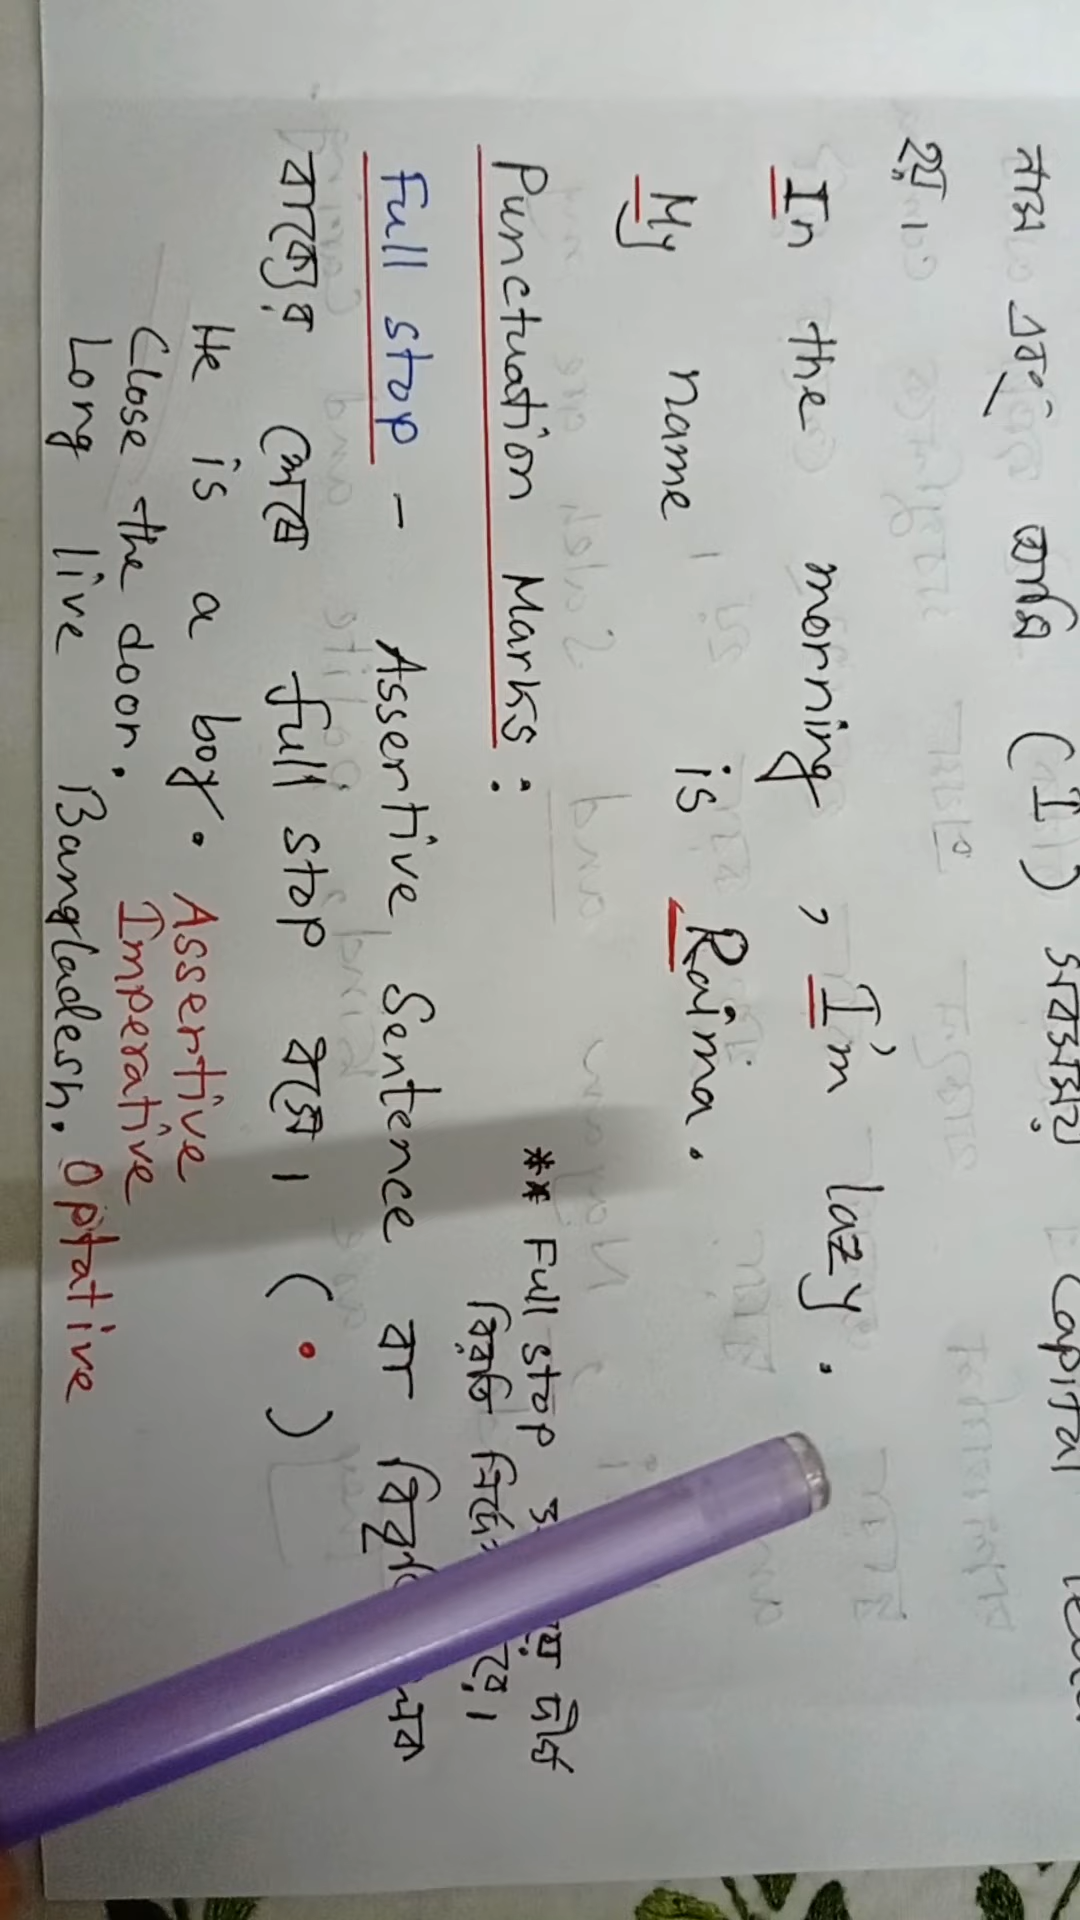 নাম এবং আমি (I) সবসময় Capital
হয়
In the morning, I'm lazy.
My name is Raima.
Punctuation Marks:
** Full stop
বিরতি
দীর্ঘ
Full stop - Assertive Sentence বা
বাক্যের শেষে full stop বসে। (.)
He is a boy. Assertive
Close the door. Imperative
Long live Bangladesh. Optative